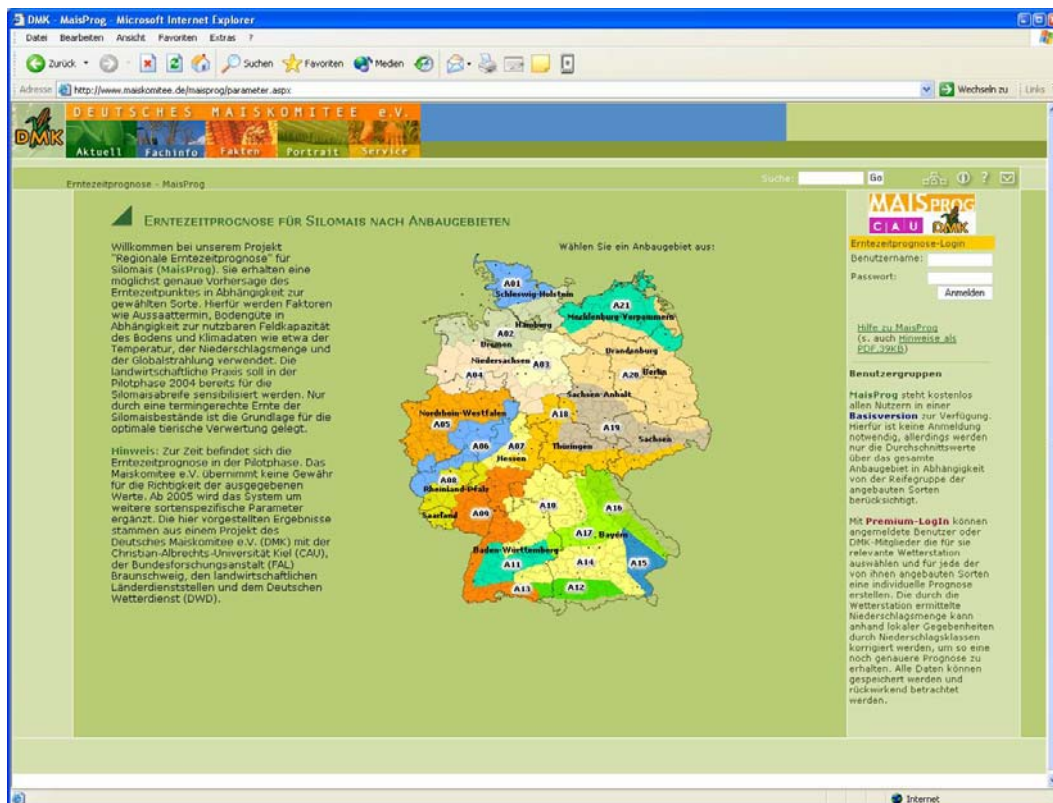 DMK - MaisProg - Microsoft Internet Explorer
Datei Bearbeiten Ansicht Favoriten Extras ?
Zurück Suchen Favoriten Medien
Adresse http://www.maiskomitee.de/maisprog/parameter.aspx Wechseln zu Links
DEUTSCHES MAISKOMITEE e.V.
DMK
Aktuell Fachinfo Fakten Portrait Service
Suche: Go ?
Erntezeitprognose - MaisProg
ERNTEZEITPROGNOSE FÜR SILOMAIS NACH ANBAUGEBIETEN
Willkommen bei unserem Projekt
"Regionale Erntezeitprognose" für
Silomais (MaisProg). Sie erhalten eine
möglichst genaue Vorhersage des
Erntezeitpunktes in Abhängigkeit zur
gewählten Sorte. Hierfür werden Faktoren
wie Aussaattermin, Bodengüte in
Abhängigkeit zur nutzbaren Feldkapazität
des Bodens und Klimadaten wie etwa der
Temperatur, der Niederschlagsmenge und
der Globalstrahlung verwendet. Die
landwirtschaftliche Praxis soll in der
Pilotphase 2004 bereits für die
Silomaisabreife sensibilisiert werden. Nur
durch eine termingerechte Ernte der
Silomaisbestände ist die Grundlage für die
optimale tierische Verwertung gelegt.
Hinweis: Zur Zeit befindet sich die
Erntezeitprognose in der Pilotphase. Das
Maiskomitee e.V. übernimmt keine Gewähr
für die Richtigkeit der ausgegebenen
Werte. Ab 2005 wird das System um
weitere sortenspezifische Parameter
ergänzt. Die hier vorgestellten Ergebnisse
stammen aus einem Projekt des
Deutsches Maiskomitee e.V. (DMK) mit der
Christian-Albrechts-Universität Kiel (CAU),
der Bundesforschungsanstalt (FAL)
Braunschweig, den landwirtschaftlichen
Länderdienststellen und dem Deutschen
Wetterdienst (DWD).
Wählen Sie ein Anbaugebiet aus:
A01
Schleswig-Holstein
A21
Mecklenburg-Vorpommern
Hamburg
A02
Bremen
Brandenburg
Niedersachsen
A03
A04
A20 Berlin
Sachsen-Anhalt
Nordrhein-Westfalen
A18
A05
A19
A06
A07
Thüringen
Sachsen
Hessen
A08
Rheinland-Pfalz
A10
A16
Saarland
A09
A17 Bayern
Baden-Württemberg
A11
A14
A15
A13
A12
MAISPROG
CAU DMK
Erntezeitprognose-Login
Benutzername:
Passwort:
Anmelden
Hilfe zu MaisProg
(s. auch Hinweise als
PDF,39KB)
Benutzergruppen
MaisProg steht kostenlos
allen Nutzern in einer
Basisversion zur Verfügung.
Hierfür ist keine Anmeldung
notwendig, allerdings werden
nur die Durchschnittswerte
über das gesamte
Anbaugebiet in Abhängigkeit
von der Reifegruppe der
angebauten Sorten
berücksichtigt.
Mit Premium-LogIn können
angemeldete Benutzer oder
DMK-Mitglieder die für sie
relevante Wetterstation
auswählen und für jede der
von ihnen angebauten Sorten
eine individuelle Prognose
erstellen. Die durch die
Wetterstation ermittelte
Niederschlagsmenge kann
anhand lokaler Gegebenheiten
durch Niederschlagsklassen
korrigiert werden, um so eine
noch genauere Prognose zu
erhalten. Alle Daten können
gespeichert werden und
rückwirkend betrachtet
werden.
Internet